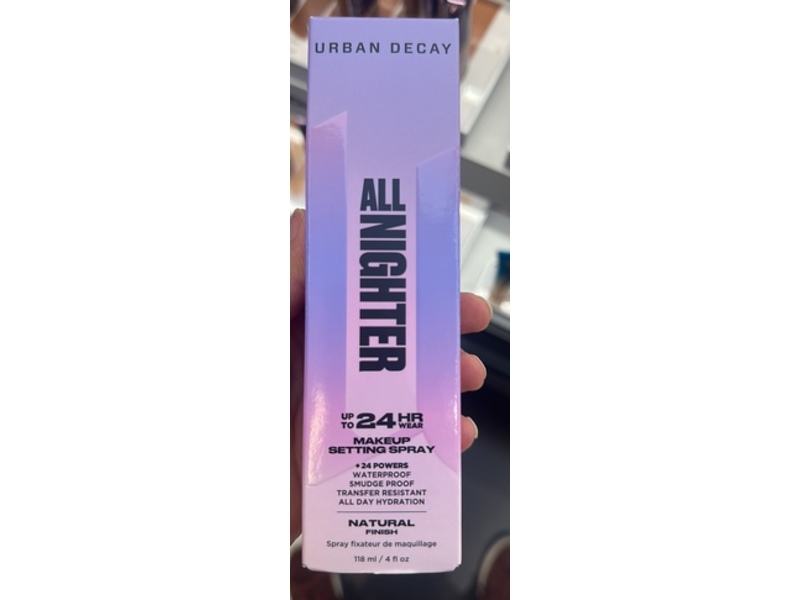 URBAN DECAY
ALL
NIGHTER
UP TO 24 HR WEAR
MAKEUP
SETTING SPRAY
+24 POWERS
WATERPROOF
SMUDGE PROOF
TRANSFER RESISTANT
ALL DAY HYDRATION
NATURAL
FINISH
Spray fixateur de maquillage
118 ml / 4 fl oz